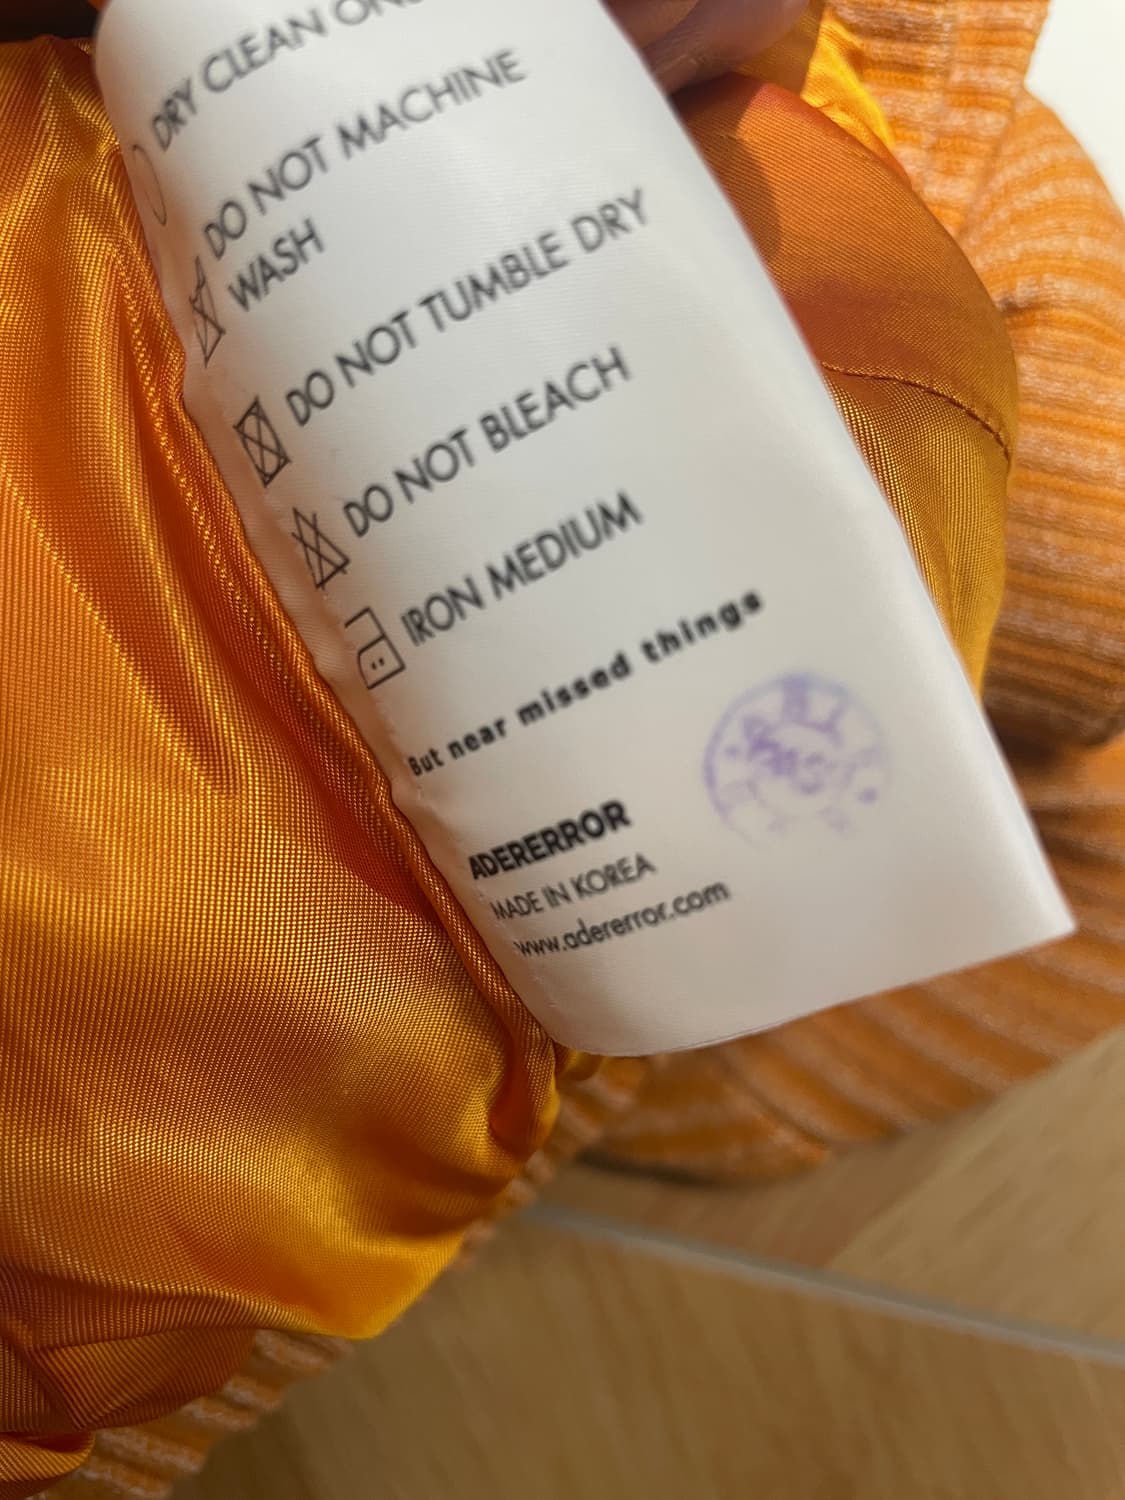 DRY CLEAN
DO NOT MACHINE
WASH
DO NOT TUMBLE DRY
DO NOT BLEACH
IRON MEDIUM
But near missed things
ADERERROR
MADE IN KOREA
www.adererror.com